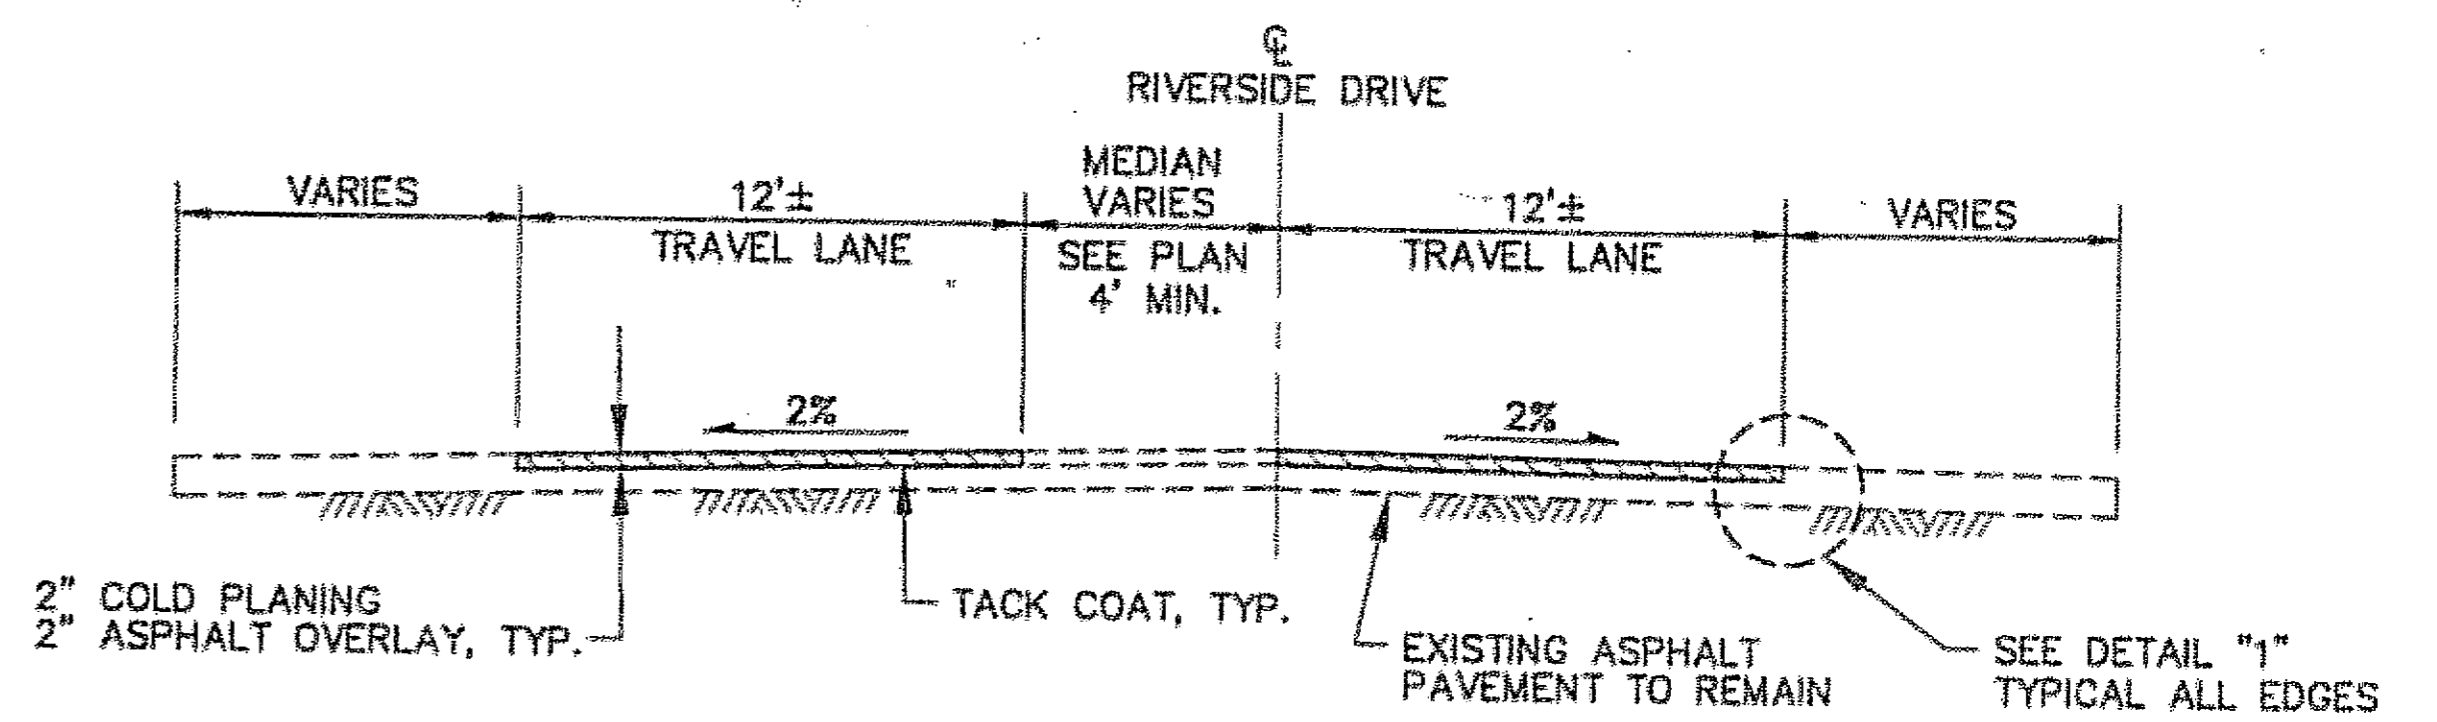 ℄
RIVERSIDE DRIVE
VARIES
12'±
TRAVEL LANE
MEDIAN
VARIES
SEE PLAN
4' MIN.
12'±
TRAVEL LANE
VARIES
2%
2%
2" COLD PLANING
2" ASPHALT OVERLAY, TYP.
TACK COAT, TYP.
EXISTING ASPHALT
PAVEMENT TO REMAIN
SEE DETAIL "1"
TYPICAL ALL EDGES